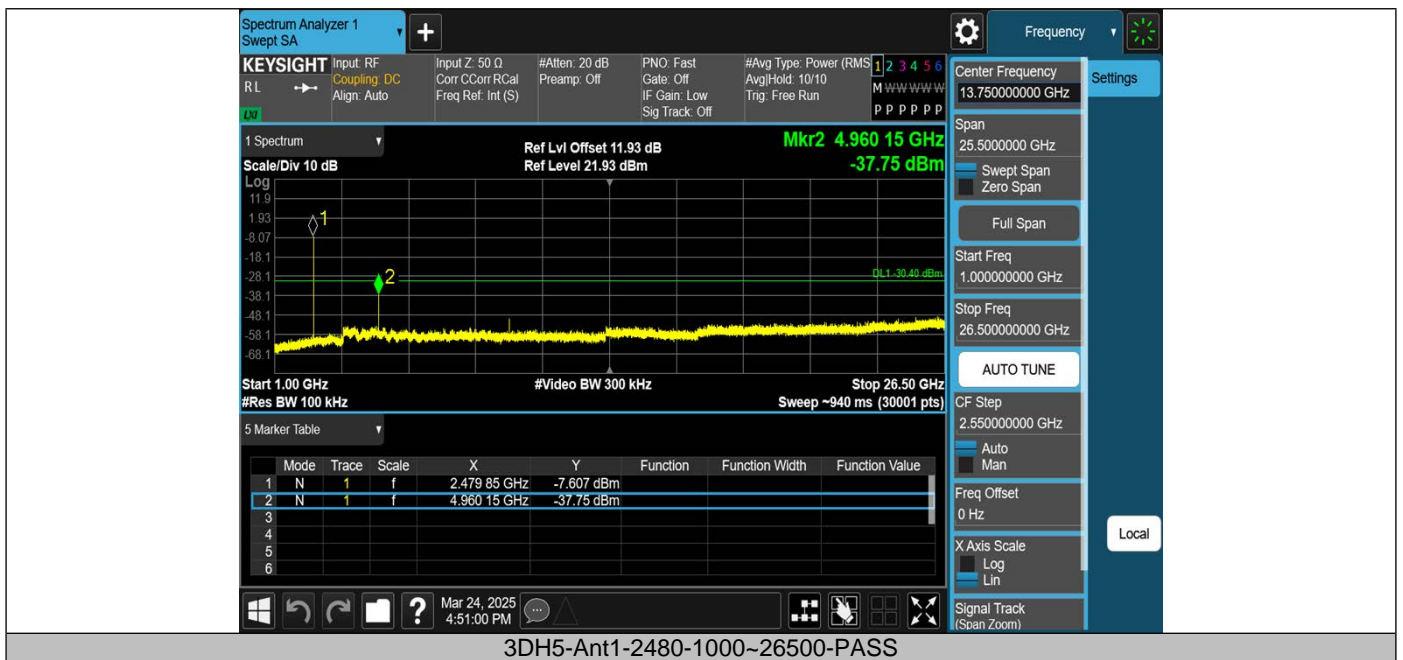 Spectrum Analyzer 1
Swept SA
+
Frequency
KEYSIGHT
RL
LXI
Input: RF
Coupling: DC
Align: Auto
Input Z: 50 Ω
Corr CCorr RCal
Freq Ref: Int (S)
#Atten: 20 dB
Preamp: Off
PNO: Fast
Gate: Off
IF Gain: Low
Sig Track: Off
#Avg Type: Power (RMS
Avg|Hold: 10/10
Trig: Free Run
1 2 3 4 5 6
M W W W W W
P P P P P P
1 Spectrum
Scale/Div 10 dB
Ref Lvl Offset 11.93 dB
Ref Level 21.93 dBm
Mkr2 4.960 15 GHz
-37.75 dBm
Log
11.9
1.93
-8.07
-18.1
-28.1
-38.1
-48.1
-58.1
-68.1
1
2
DL1 -30.40 dBm
Start 1.00 GHz
#Res BW 100 kHz
#Video BW 300 kHz
Stop 26.50 GHz
Sweep ~940 ms (30001 pts)
5 Marker Table
Mode Trace Scale X Y Function Function Width Function Value
1 N 1 f 2.479 85 GHz -7.607 dBm
2 N 1 f 4.960 15 GHz -37.75 dBm
3
4
5
6
Mar 24, 2025
4:51:00 PM
?
Center Frequency
13.750000000 GHz
Span
25.5000000 GHz
Swept Span
Zero Span
Full Span
Start Freq
1.000000000 GHz
Stop Freq
26.500000000 GHz
AUTO TUNE
CF Step
2.550000000 GHz
Auto
Man
Freq Offset
0 Hz
X Axis Scale
Log
Lin
Signal Track
(Span Zoom)
Settings
Local
3DH5-Ant1-2480-1000~26500-PASS